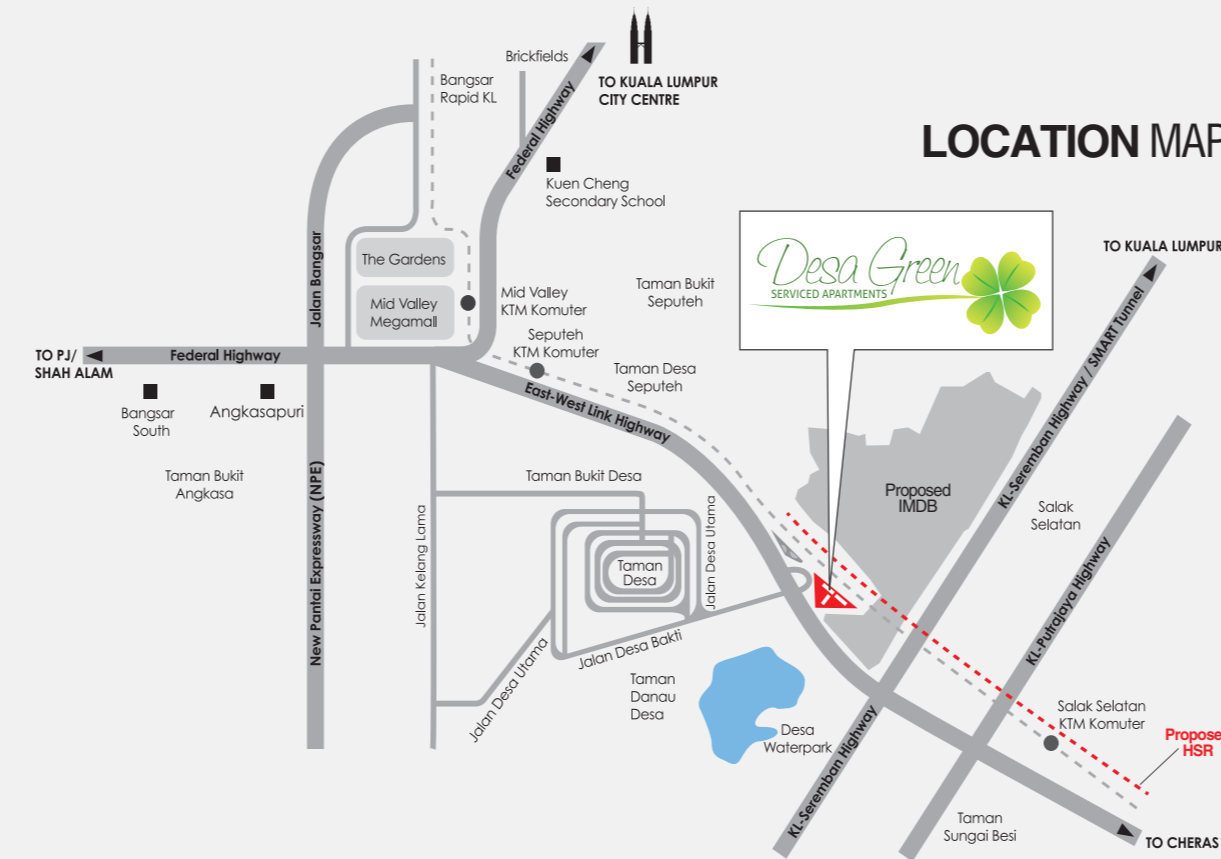 LOCATION MAP
Brickfields
Bangsar
Rapid KL
TO KUALA LUMPUR
CITY CENTRE
Federal Highway
Kuen Cheng
Secondary School
Jalan Bangsar
The Gardens
Mid Valley
Megamall
Mid Valley
KTM Komuter
Seputeh
KTM Komuter
Taman Bukit
Seputeh
Taman Desa
Seputeh
Desa Green
SERVICED APARTMENTS
TO KUALA LUMPUR
KL-Seremban Highway / SMART Tunnel
TO PJ/
SHAH ALAM
Federal Highway
Bangsar
South
Angkasapuri
East-West Link Highway
Taman Bukit
Angkasa
New Pantai Expressway (NPE)
Jalan Kelang Lama
Taman Bukit Desa
Taman
Desa
Jalan Desa Utama
Jalan Desa Bakti
Jalan Desa Utama
Proposed
IMDB
Salak
Selatan
KL-Putrajaya Highway
Taman
Danau
Desa
Desa
Waterpark
KL-Seremban Highway
Salak Selatan
KTM Komuter
Propose
HSR
Taman
Sungai Besi
TO CHERAS